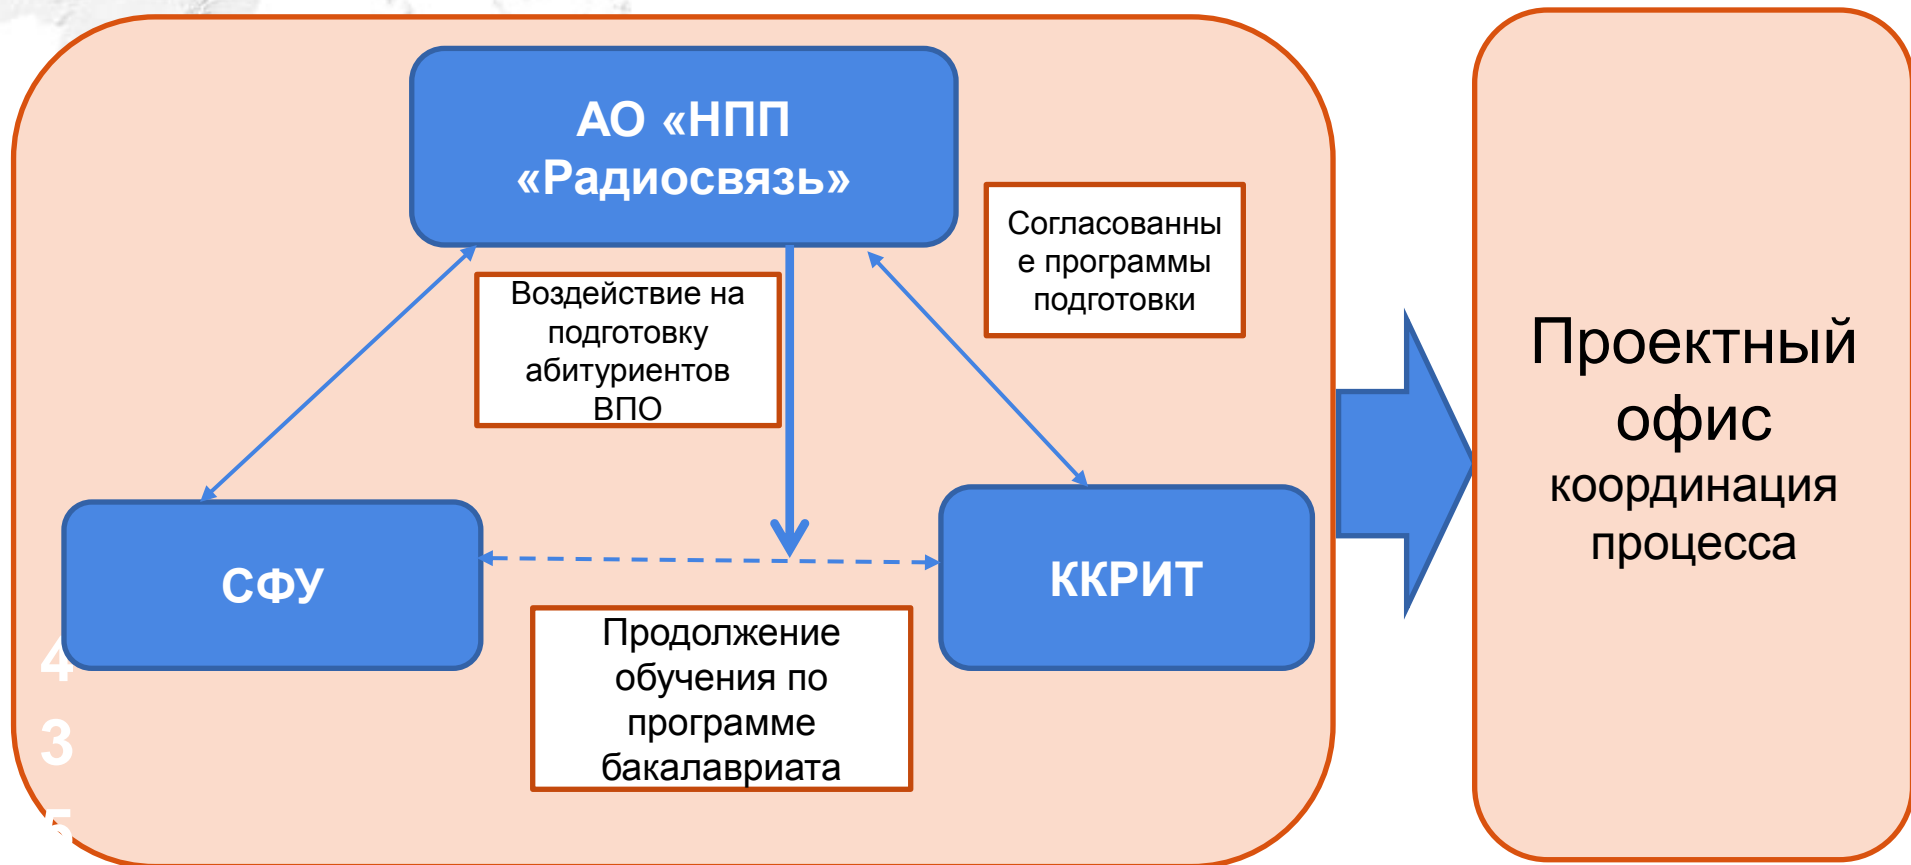 АО «НПП
«Радиосвязь»
Согласованны
е программы
подготовки
Воздействие на
подготовку
абитуриентов
ВПО
СФУ
ККРИТ
Продолжение
обучения по
программе
бакалавриата
4
3
5
Проектный
офис
координация
процесса